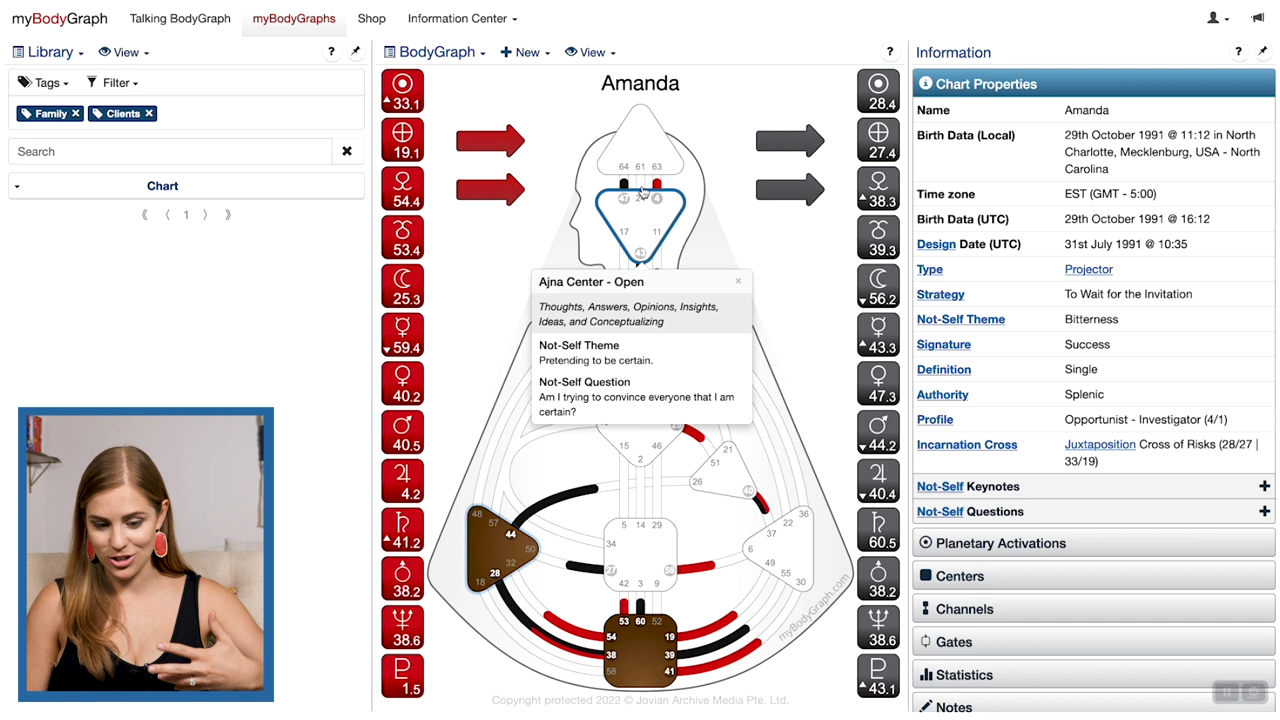 myBodyGraph
Talking BodyGraph
myBodyGraphs
Shop
Information Center
Library
View
?
Tags
Filter
Family ×
Clients ×
Search
Chart
1
BodyGraph
New
View
?
Amanda
33.1
19.1
54.4
53.4
25.3
59.4
40.2
40.5
4.2
41.2
38.2
38.6
1.5
64 61 63
47 24 4
17 11
43
Ajna Center - Open
×
Thoughts, Answers, Opinions, Insights,
Ideas, and Conceptualizing
Not-Self Theme
Pretending to be certain.
Not-Self Question
Am I trying to convince everyone that I am
certain?
15 46
2
21
51
26
40
48
57
44
50
32
28
18
5 14 29
34
27 59
42 3 9
36
22
37
6
49
55
30
53 60 52
54 19
38 39
58 41
myBodyGraph.com
28.4
27.4
38.3
39.3
56.2
43.3
47.3
44.2
40.4
60.5
38.2
38.6
43.1
Copyright protected 2022 © Jovian Archive Media Pte. Ltd.
Information
?
Chart Properties
Name Amanda
Birth Data (Local) 29th October 1991 @ 11:12 in North
Charlotte, Mecklenburg, USA - North
Carolina
Time zone EST (GMT - 5:00)
Birth Data (UTC) 29th October 1991 @ 16:12
Design Date (UTC) 31st July 1991 @ 10:35
Type Projector
Strategy To Wait for the Invitation
Not-Self Theme Bitterness
Signature Success
Definition Single
Authority Splenic
Profile Opportunist - Investigator (4/1)
Incarnation Cross Juxtaposition Cross of Risks (28/27 |
33/19)
Not-Self Keynotes +
Not-Self Questions +
Planetary Activations
Centers
Channels
Gates
Statistics
Notes